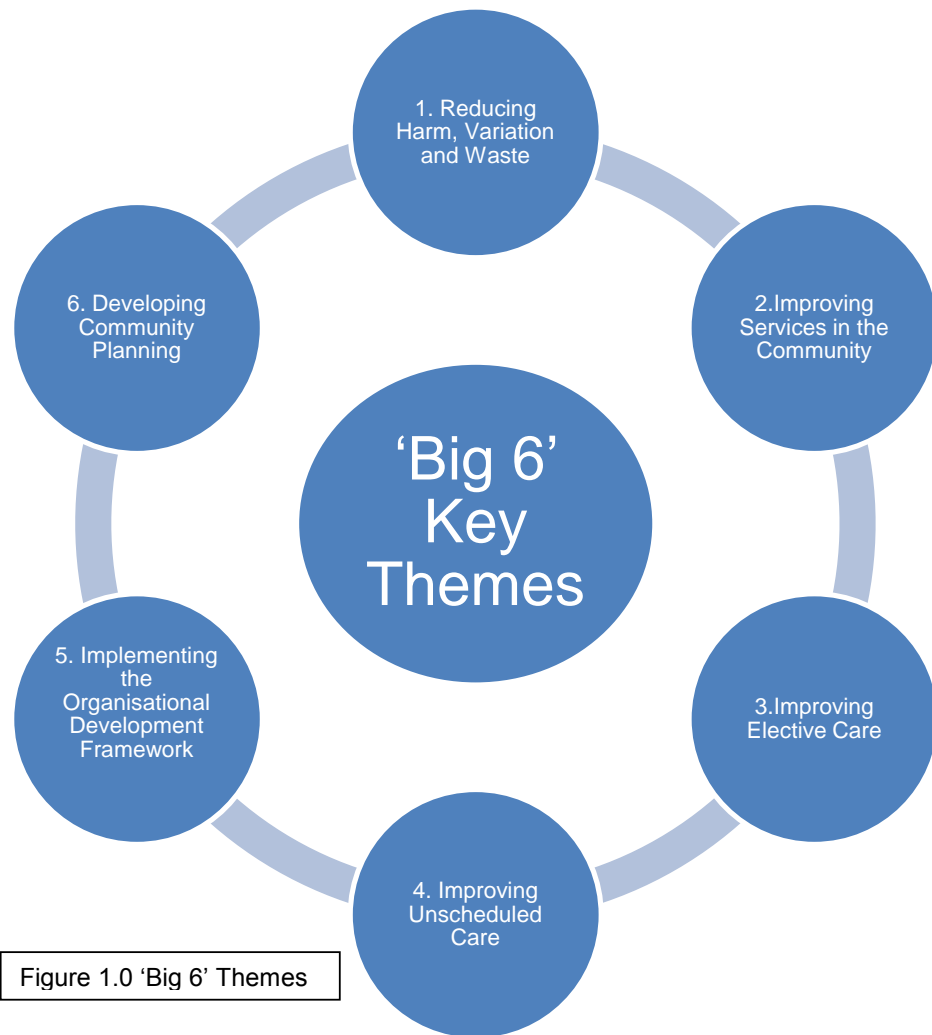 1. Reducing
Harm, Variation
and Waste
2.Improving
Services in the
Community
3.Improving
Elective Care
4. Improving
Unscheduled
Care
5. Implementing
the
Organisational
Development
Framework
6. Developing
Community
Planning
‘Big 6’
Key
Themes
Figure 1.0 ‘Big 6’ Themes